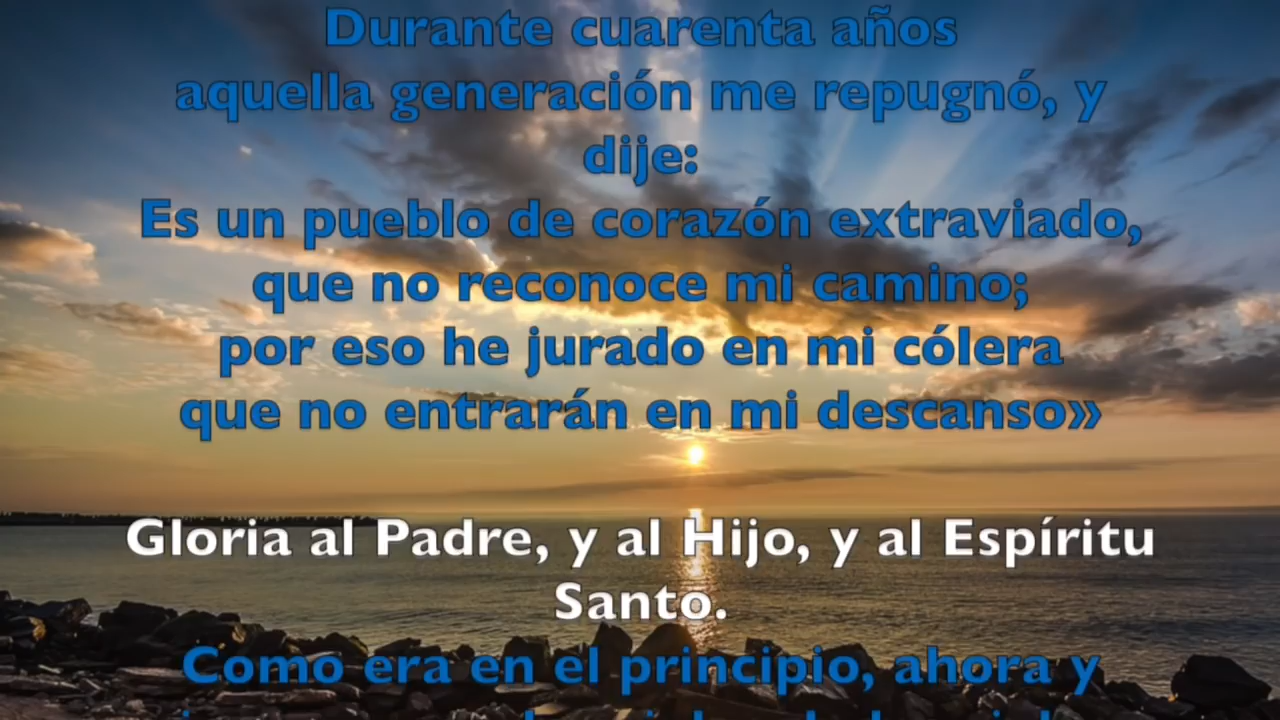 Durante cuarenta años
aquella generación me repugnó, y
dije:
Es un pueblo de corazón extraviado,
que no reconoce mi camino;
por eso he jurado en mi cólera
que no entrarán en mi descanso»
Gloria al Padre, y al Hijo, y al Espíritu
Santo.
Como era en el principio, ahora y